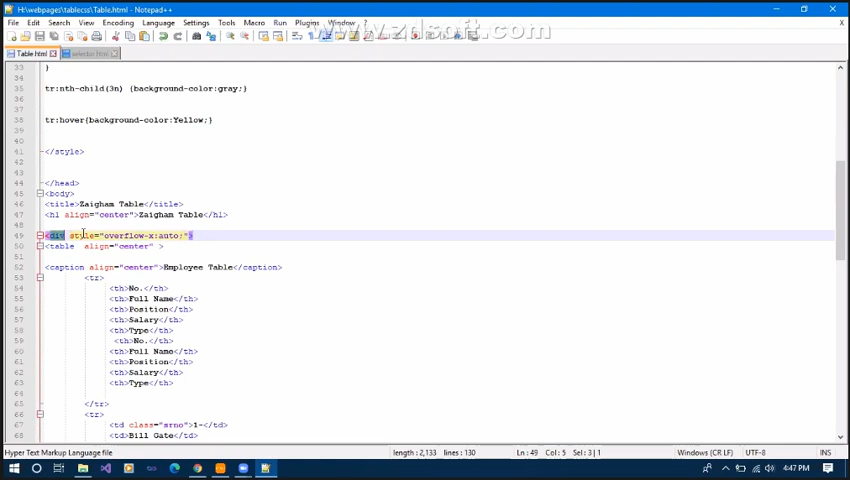 H:\webpages\tablecss\Table.html - Notepad++
File Edit Search View Encoding Language Settings Tools Macro Run Plugins Window ? X
www.zdsoft.com
Table.html selector.html
33 }
34
35 tr:nth-child(3n) {background-color:gray;}
36
37
38 tr:hover{background-color:Yellow;}
39
40
41 </style>
42
43
44 </head>
45 <body>
46 <title>Zaigham Table</title>
47 <h1 align="center">Zaigham Table</h1>
48
49 <div style="overflow-x:auto;">
50 <table align="center" >
51
52 <caption align="center">Employee Table</caption>
53 <tr>
54 <th>No.</th>
55 <th>Full Name</th>
56 <th>Position</th>
57 <th>Salary</th>
58 <th>Type</th>
59 <th>No.</th>
60 <th>Full Name</th>
61 <th>Position</th>
62 <th>Salary</th>
63 <th>Type</th>
64
65 </tr>
66 <tr>
67 <td class="srno">1-</td>
68 <td>Bill Gate</td>
Hyper Text Markup Language file length : 2,133 lines : 130 Ln : 49 Col : 5 Sel : 3 | 1 Windows (CR LF) UTF-8 INS
4:47 PM